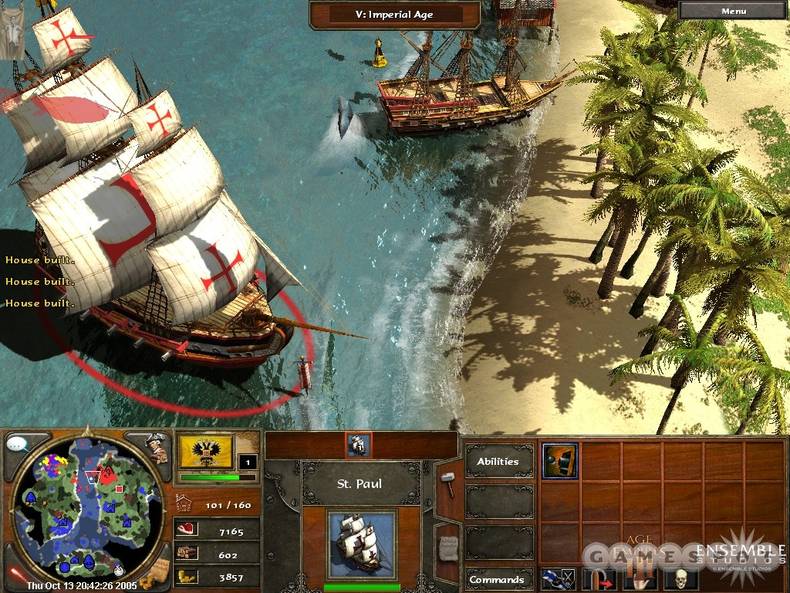 V: Imperial Age
Menu
House built.
House built.
House built.
1
101 / 160
7165
602
3857
St. Paul
Abilities
Commands
AGE
GAMES
ENSEMBLE
STUDIOS
Thu Oct 13 20:42:26 2005